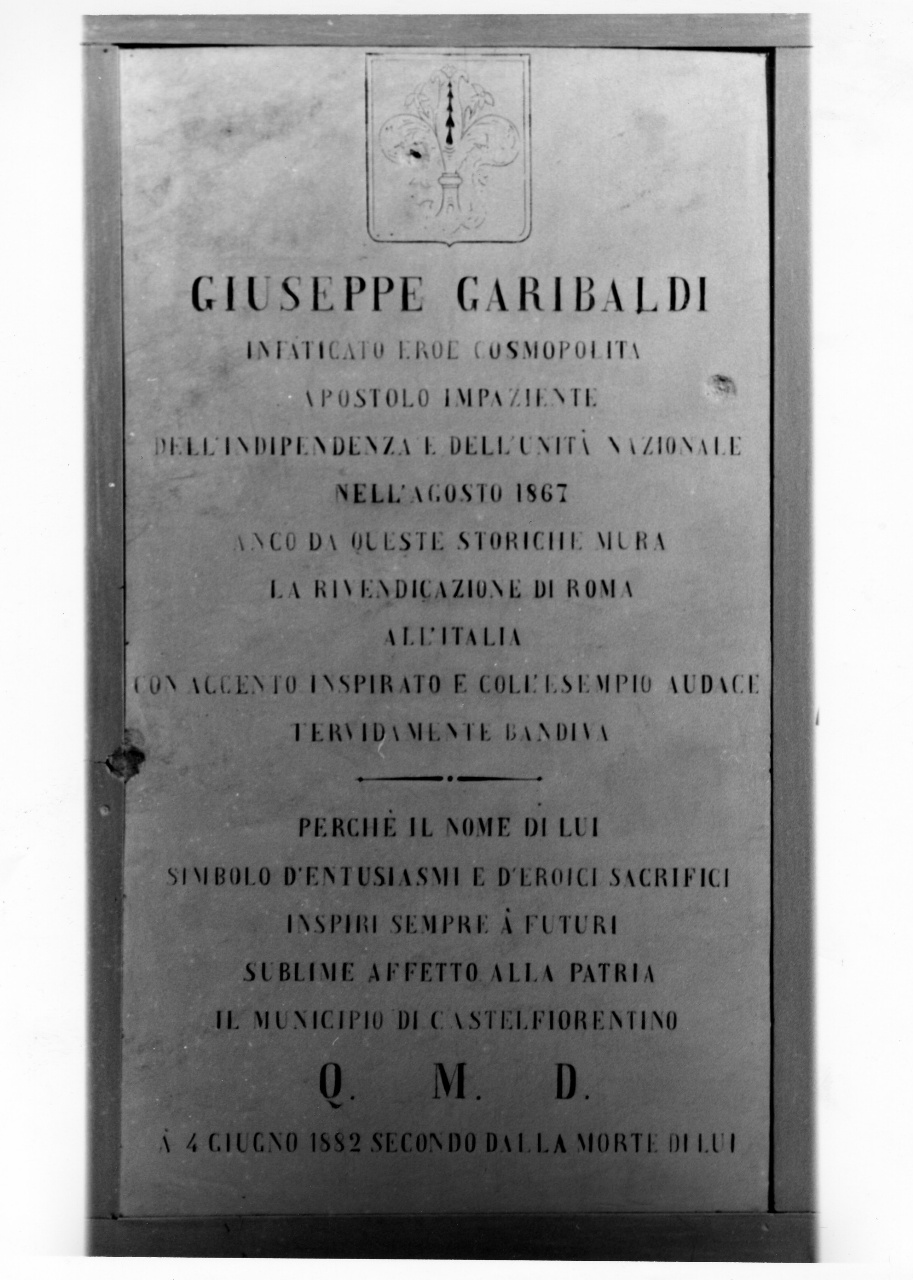 GIUSEPPE GARIBALDI
INFATICATO EROE COSMOPOLITA
APOSTOLO IMPAZIENTE
DELL'INDIPENDENZA E DELL'UNITÀ NAZIONALE
NELL'AGOSTO 1867
ANCO DA QUESTE STORICHE MURA
LA RIVENDICAZIONE DI ROMA
ALL'ITALIA
CON ACCENTO INSPIRATO E COLL'ESEMPIO AUDACE
FERVIDAMENTE BANDIVA
PERCHÈ IL NOME DI LUI
SIMBOLO D'ENTUSIASMI E D'EROICI SACRIFICI
INSPIRI SEMPRE À FUTURI
SUBLIME AFFETTO ALLA PATRIA
IL MUNICIPIO DI CASTELFIORENTINO
Q. M. D.
À 4 GIUGNO 1882 SECONDO DALLA MORTE DI LUI